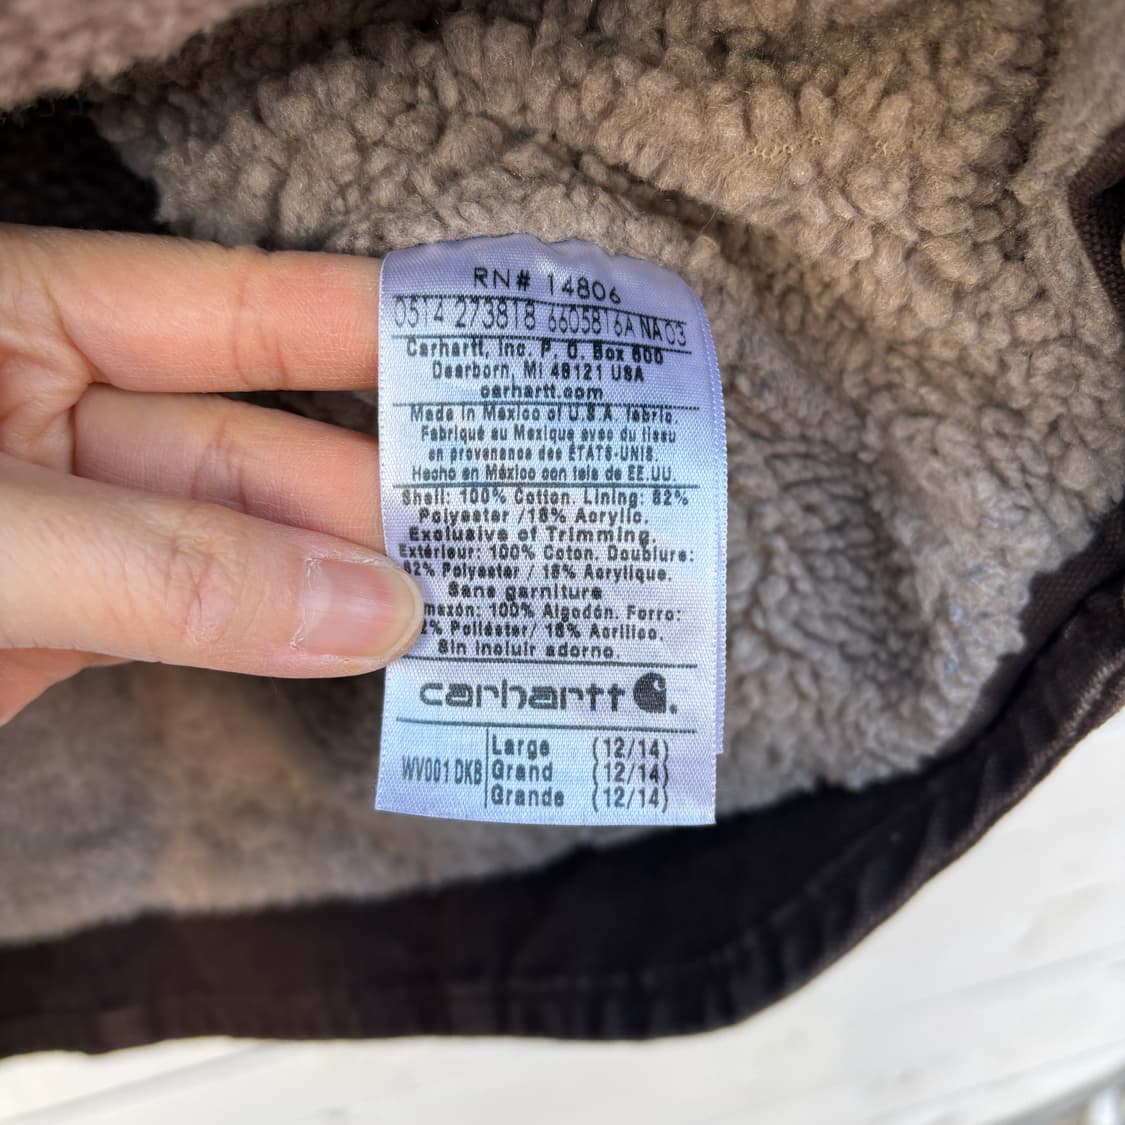 RN# 14806
0514 273818 6605816A NA 03
Carhartt, Inc. P. O. Box 600
Dearborn, MI 48121 USA
carhartt.com
Made in Mexico of U.S.A. fabric
Fabriqué au Mexique avec du tissu
en provenance des ÉTATS-UNIS.
Hecho en México con tela de EE.UU.
Shell: 100% Cotton. Lining: 82%
Polyester /18% Acrylic.
Exclusive of Trimming.
Extérieur: 100% Coton. Doublure:
82% Polyester / 18% Acrylique.
Sans garniture
100% Algodón. Forro:
Poliéster/ 18% Acrílico.
Sin incluir adorno.
carhartt
WV001 DKB
Large (12/14)
Grand (12/14)
Grande (12/14)